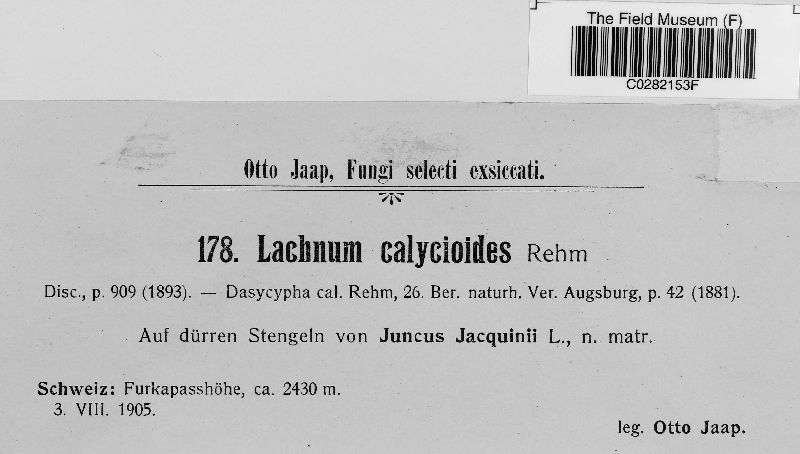 The Field Museum (F)
C0282153F
Otto Jaap, Fungi selecti exsiccati.
178. Lachnum calycioides Rehm
Disc., p. 909 (1893). — Dasycypha cal. Rehm, 26. Ber. naturh. Ver. Augsburg, p. 42 (1881).
Auf dürren Stengeln von Juncus Jacquinii L., n. matr.
Schweiz: Furkapasshöhe, ca. 2430 m.
3. VIII. 1905.
leg. Otto Jaap.